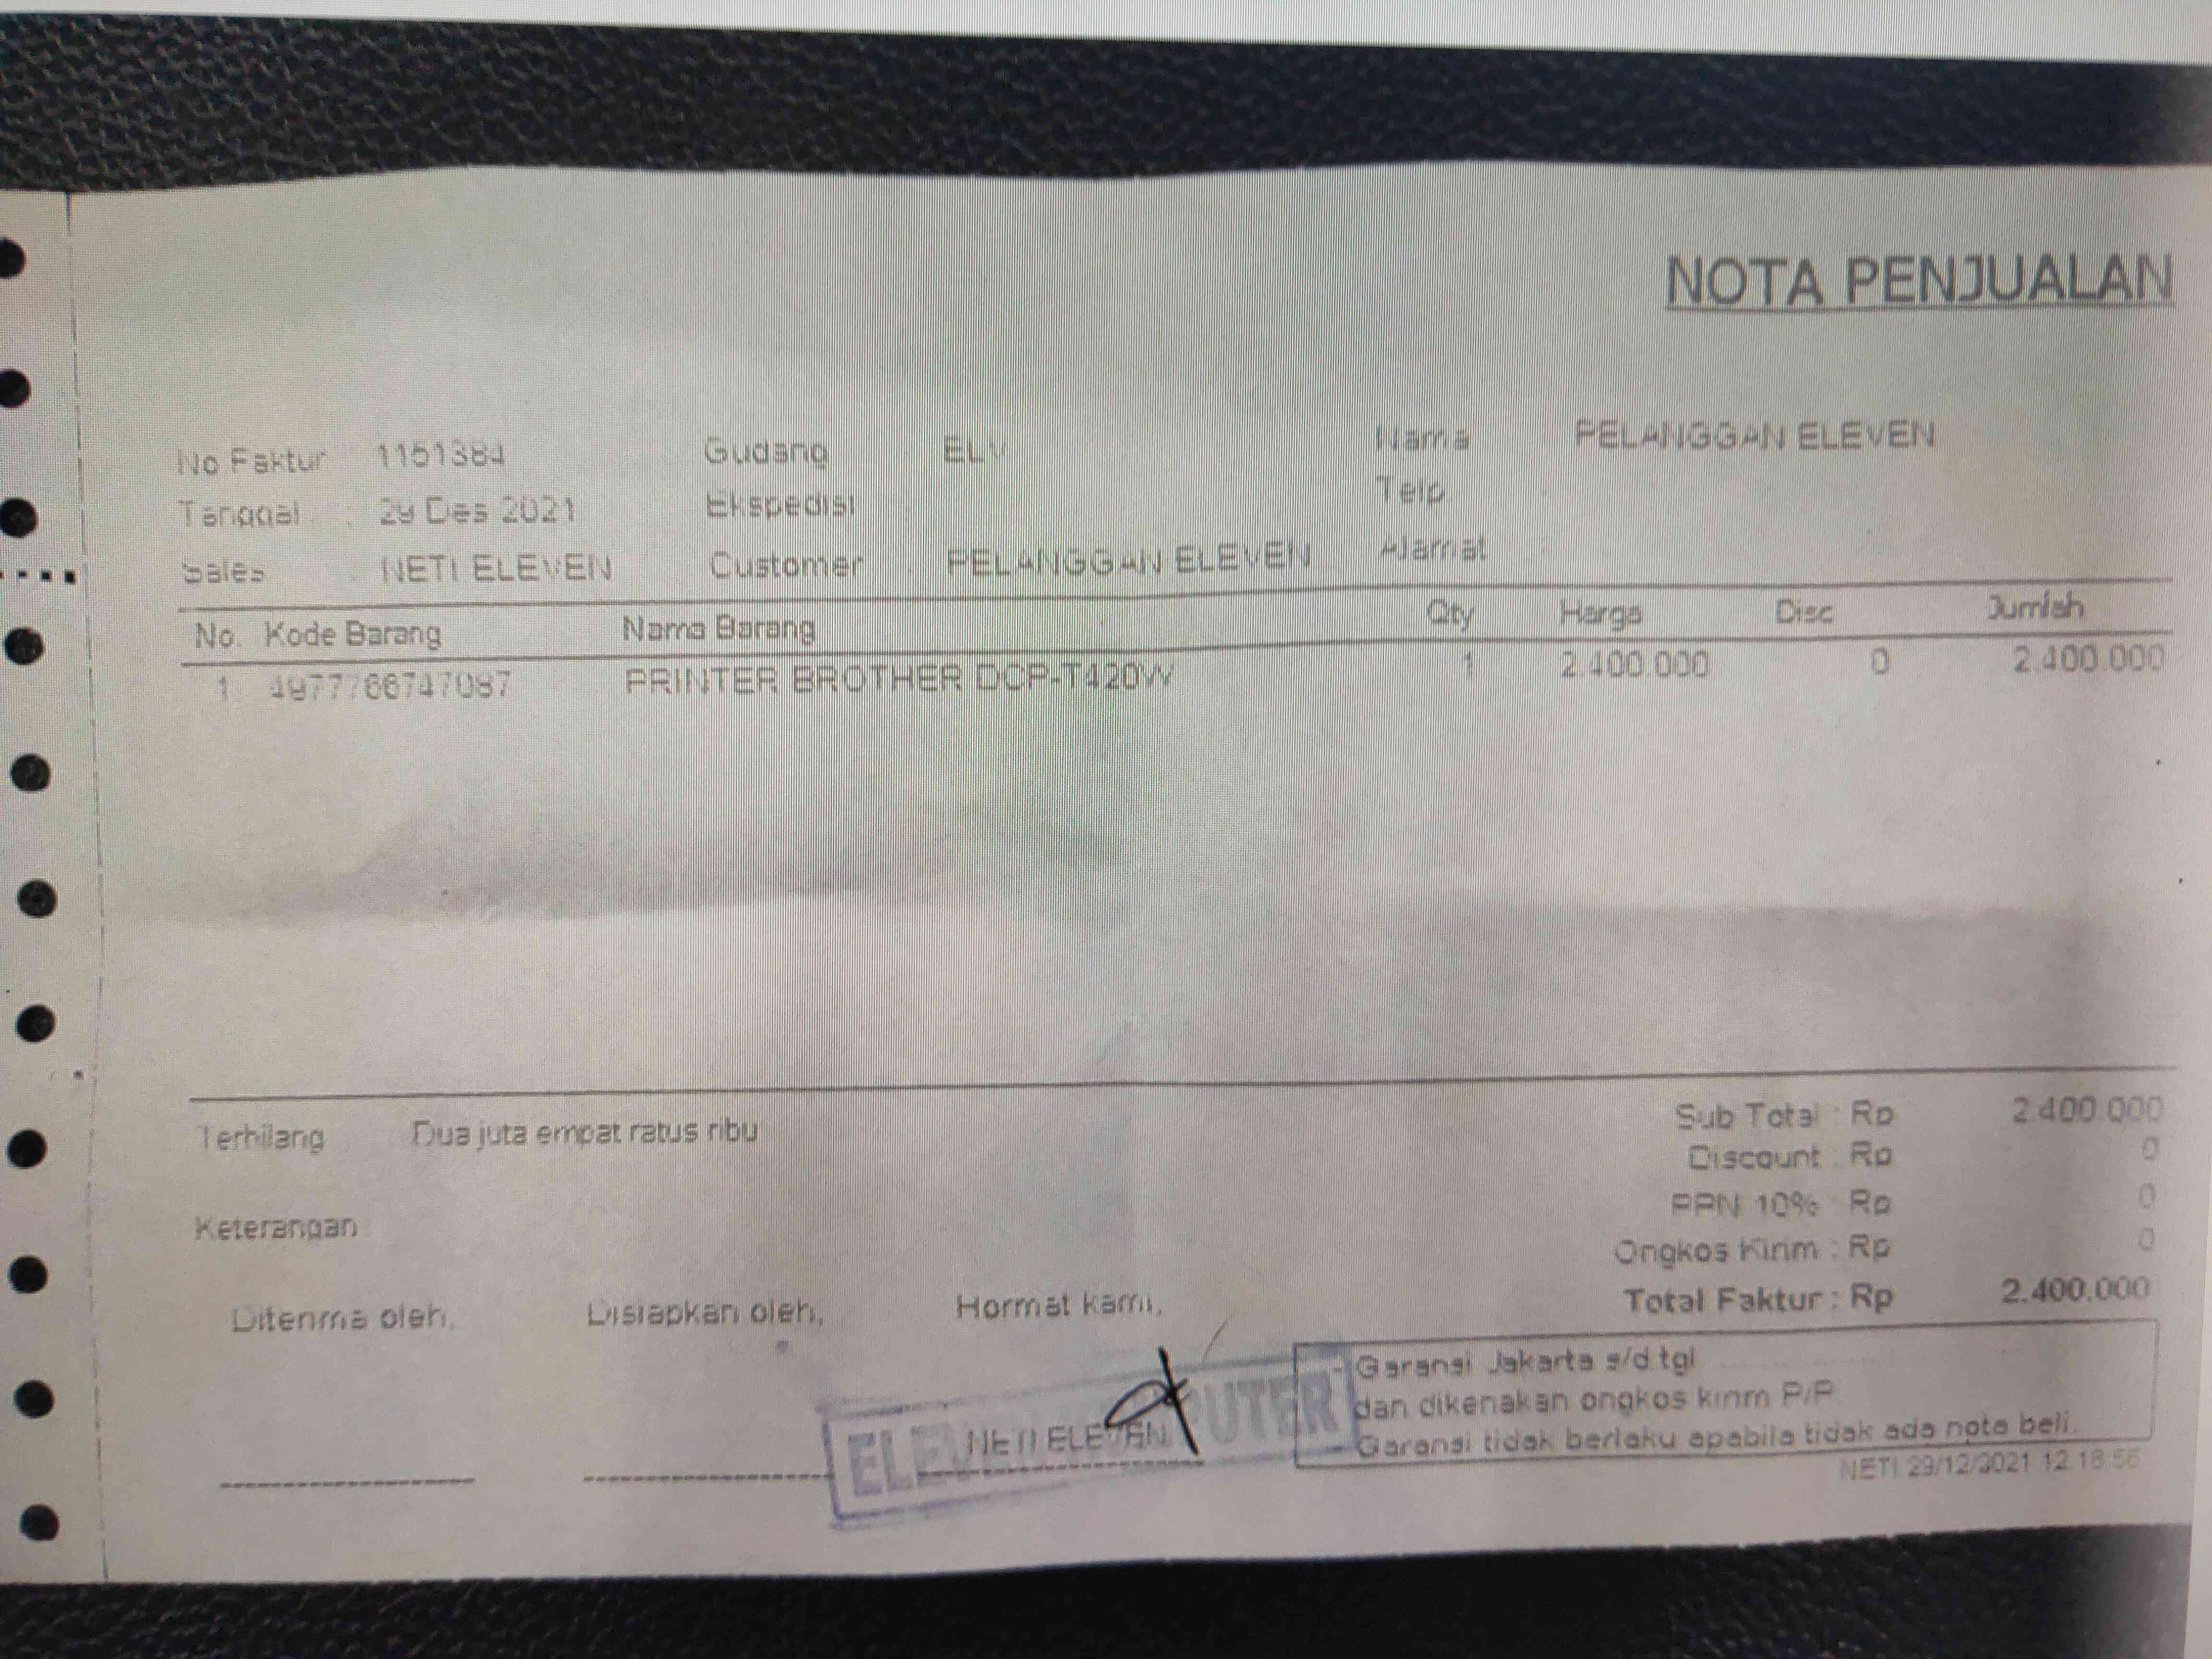 NOTA PENJUALAN
No Faktur 1151384 Gudang ELV Nama PELANGGAN ELEVEN
Tanggal : 29 Des 2021 Ekspedisi Telp
Sales : NETI ELEVEN Customer PELANGGAN ELEVEN Alamat
No. Kode Barang Nama Barang Qty Harga Disc Jumlah
1 4977766747087 PRINTER BROTHER DCP-T420W 1 2.400.000 0 2.400.000
Terbilang : Dua juta empat ratus ribu
Sub Total : Rp 2.400.000
Discount : Rp 0
PPN 10% : Rp 0
Keterangan
Ongkos Kirim : Rp 0
Total Faktur : Rp 2.400.000
Diterima oleh, Disiapkan oleh, Hormat kami,
- Garansi Jakarta s/d tgl
dan dikenakan ongkos kirim P/P
- Garansi tidak berlaku apabila tidak ada nota beli.
NETI ELEVEN
NETI 29/12/2021 12:18:56